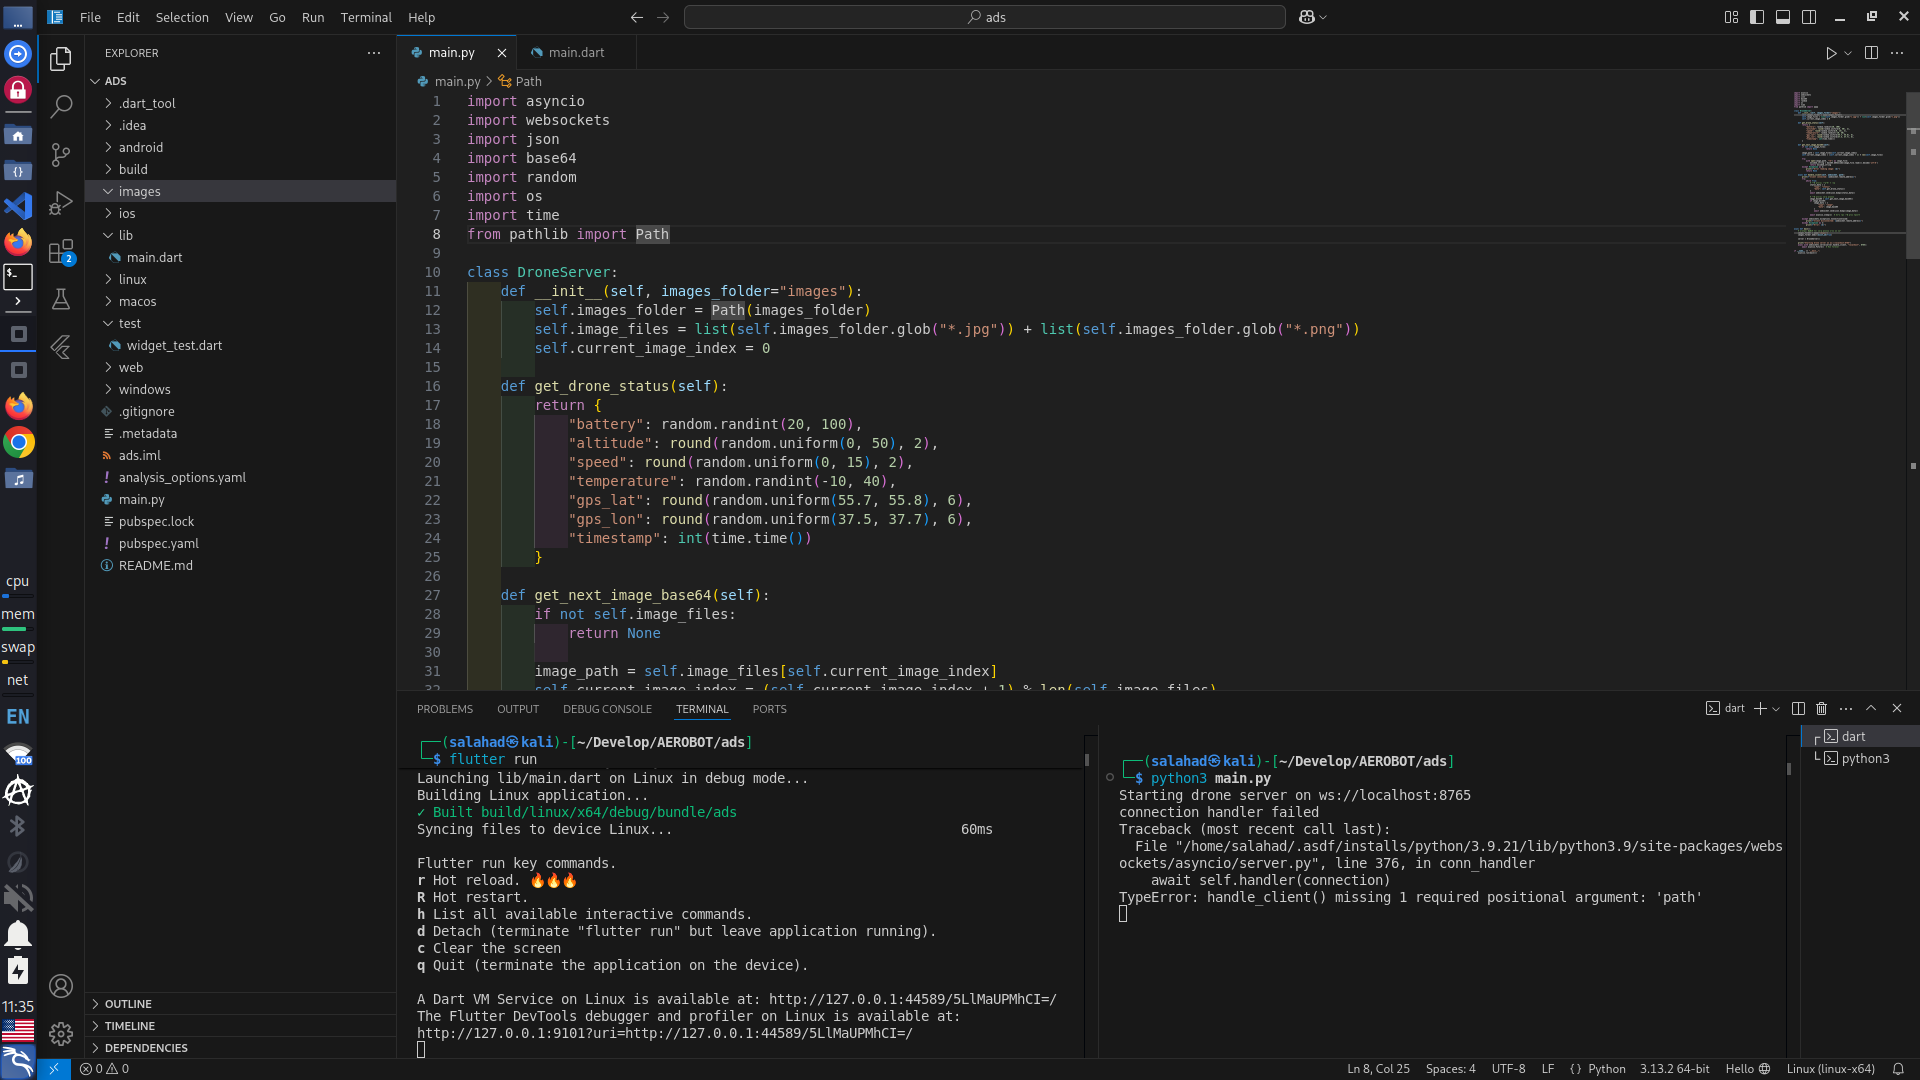 File Edit Selection View Go Run Terminal Help
ads
EXPLORER
ADS
.dart_tool
.idea
android
build
images
ios
lib
main.dart
linux
macos
test
widget_test.dart
web
windows
.gitignore
.metadata
ads.iml
analysis_options.yaml
main.py
pubspec.lock
pubspec.yaml
README.md
OUTLINE
TIMELINE
DEPENDENCIES
2
cpu
mem
swap
net
EN
100
11:35
main.py
main.dart
main.py > Path
1 import asyncio
2 import websockets
3 import json
4 import base64
5 import random
6 import os
7 import time
8 from pathlib import Path
9
10 class DroneServer:
11 def __init__(self, images_folder="images"):
12 self.images_folder = Path(images_folder)
13 self.image_files = list(self.images_folder.glob("*.jpg")) + list(self.images_folder.glob("*.png"))
14 self.current_image_index = 0
15
16 def get_drone_status(self):
17 return {
18 "battery": random.randint(20, 100),
19 "altitude": round(random.uniform(0, 50), 2),
20 "speed": round(random.uniform(0, 15), 2),
21 "temperature": random.randint(-10, 40),
22 "gps_lat": round(random.uniform(55.7, 55.8), 6),
23 "gps_lon": round(random.uniform(37.5, 37.7), 6),
24 "timestamp": int(time.time())
25 }
26
27 def get_next_image_base64(self):
28 if not self.image_files:
29 return None
30
31 image_path = self.image_files[self.current_image_index]
32 self.current_image_index = (self.current_image_index + 1) % len(self.image_files)
PROBLEMS OUTPUT DEBUG CONSOLE TERMINAL PORTS
dart
┌──(salahad㉿kali)-[~/Develop/AEROBOT/ads]
└─$ flutter run
Launching lib/main.dart on Linux in debug mode...
Building Linux application...
✓ Built build/linux/x64/debug/bundle/ads
Syncing files to device Linux... 60ms
Flutter run key commands.
r Hot reload. 🔥🔥🔥
R Hot restart.
h List all available interactive commands.
d Detach (terminate "flutter run" but leave application running).
c Clear the screen
q Quit (terminate the application on the device).
A Dart VM Service on Linux is available at: http://127.0.0.1:44589/5LlMaUPMhCI=/
The Flutter DevTools debugger and profiler on Linux is available at:
http://127.0.0.1:9101?uri=http://127.0.0.1:44589/5LlMaUPMhCI=/
┌──(salahad㉿kali)-[~/Develop/AEROBOT/ads]
└─$ python3 main.py
Starting drone server on ws://localhost:8765
connection handler failed
Traceback (most recent call last):
File "/home/salahad/.asdf/installs/python/3.9.21/lib/python3.9/site-packages/webs
ockets/asyncio/server.py", line 376, in conn_handler
await self.handler(connection)
TypeError: handle_client() missing 1 required positional argument: 'path'
dart
python3
0 0
Ln 8, Col 25 Spaces: 4 UTF-8 LF {} Python 3.13.2 64-bit Hello Linux (linux-x64)